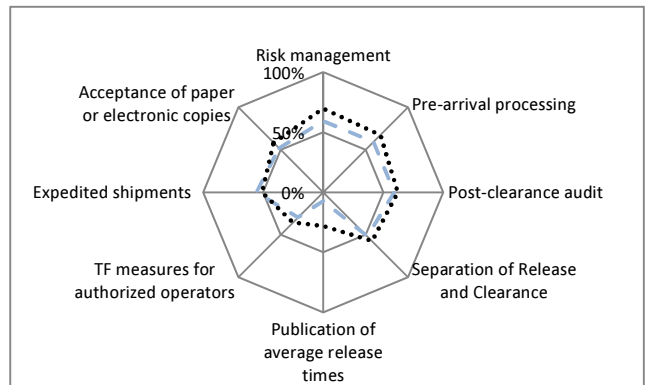 Risk management
100%
Acceptance of paper
or electronic copies
Pre-arrival processing
50%
Expedited shipments
0%
Post-clearance audit
TF measures for
authorized operators
Separation of Release
and Clearance
Publication of
average release
times